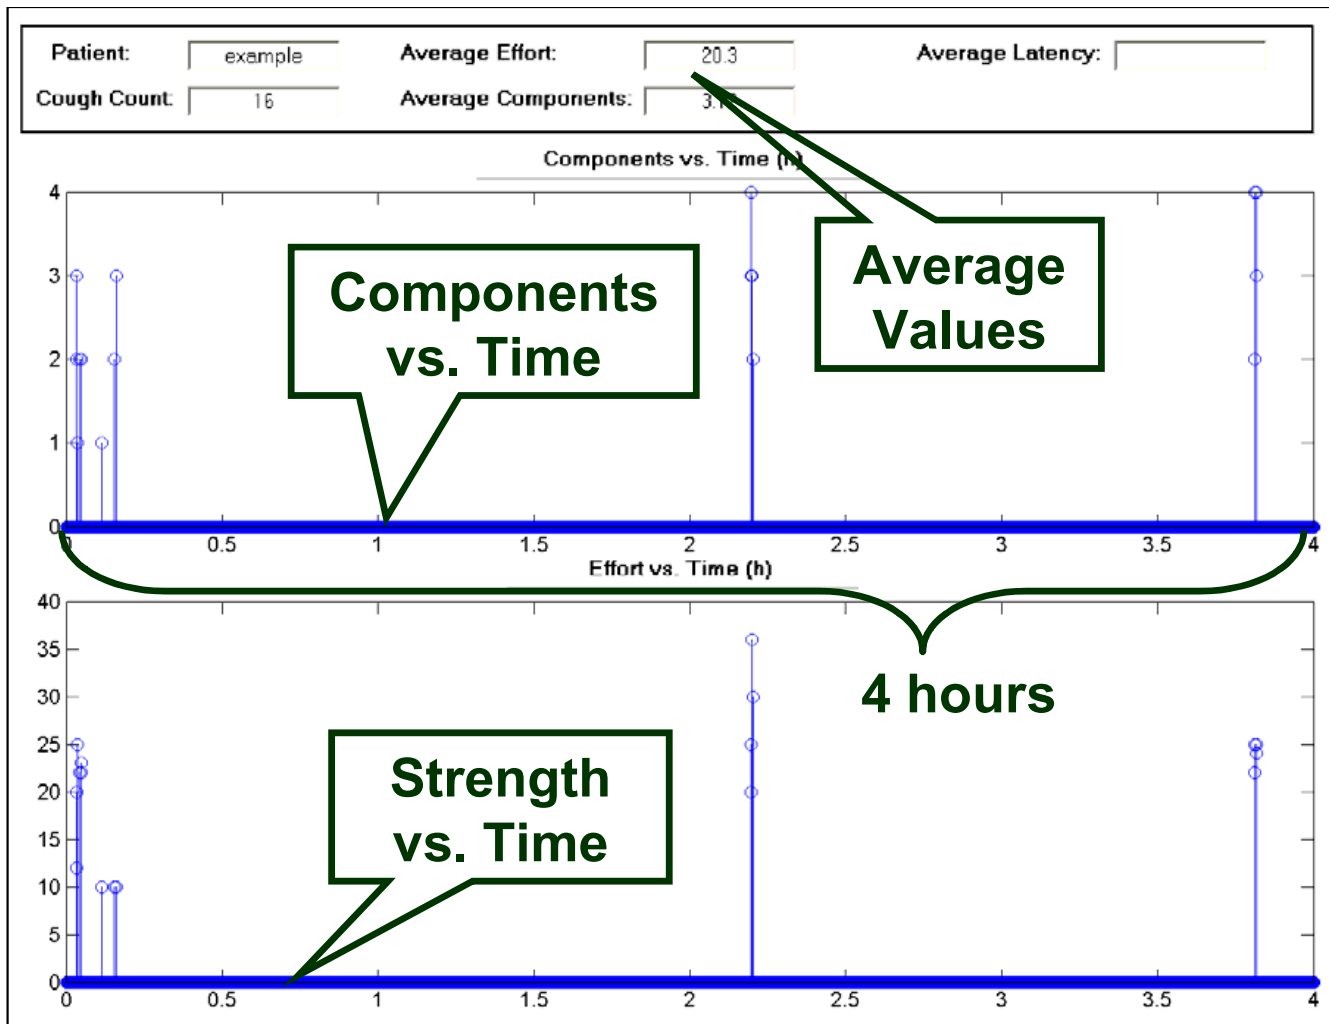 Patient: example Average Effort: 20.3 Average Latency:
Cough Count: 16 Average Components:
Components vs. Time (h)
4
3
2
1
0
0 0.5 1 1.5 2 2.5 3 3.5 4
Components
vs. Time
Average
Values
Effort vs. Time (h)
40
35
30
25
20
15
10
5
0
0 0.5 1 1.5 2 2.5 3 3.5 4
4 hours
Strength
vs. Time